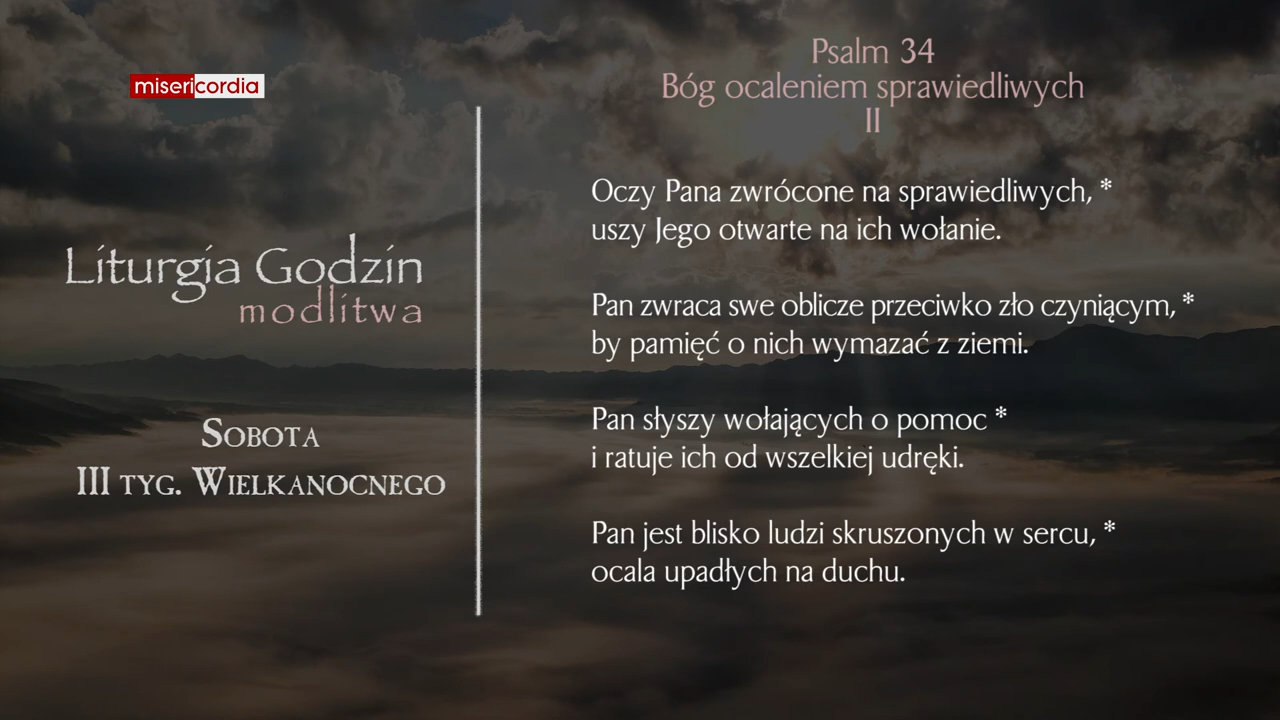 misericordia
Liturgia Godzin
modlitwa
Sobota
III tyg. Wielkanocnego
Psalm 34
Bóg ocaleniem sprawiedliwych
II
Oczy Pana zwrócone na sprawiedliwych, *
uszy Jego otwarte na ich wołanie.
Pan zwraca swe oblicze przeciwko zło czyniącym, *
by pamięć o nich wymazać z ziemi.
Pan słyszy wołających o pomoc *
i ratuje ich od wszelkiej udręki.
Pan jest blisko ludzi skruszonych w sercu, *
ocala upadłych na duchu.